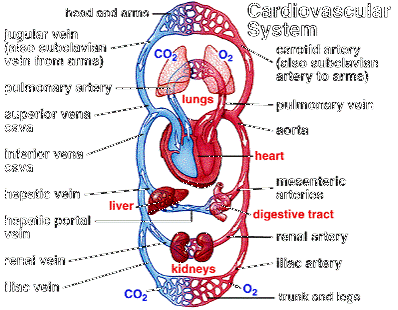 Cardiovascular
System
head and arms
jugular vein
(also subclavian
vein from arms)
CO2
O2
carotid artery
(also subclavian
artery to arms)
pulmonary artery
lungs
pulmonary vein
superior vena
cava
aorta
heart
inferior vena
cava
hepatic vein
mesenteric
arteries
liver
digestive tract
hepatic portal
vein
renal artery
renal vein
kidneys
iliac artery
iliac vein
CO2
O2
trunk and legs